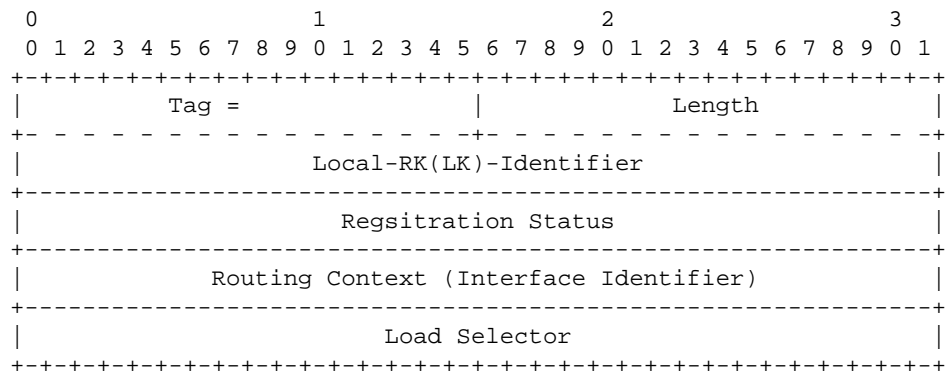 0 1 2 3
0 1 2 3 4 5 6 7 8 9 0 1 2 3 4 5 6 7 8 9 0 1 2 3 4 5 6 7 8 9 0 1
+-+-+-+-+-+-+-+-+-+-+-+-+-+-+-+-+-+-+-+-+-+-+-+-+-+-+-+-+-+-+-+-+
| Tag = | Length |
+- - - - - - - - - - - - - - - -+- - - - - - - - - - - - - - - -+
| Local-RK(LK)-Identifier |
+---------------------------------------------------------------+
| Regsitration Status |
+---------------------------------------------------------------+
| Routing Context (Interface Identifier) |
+---------------------------------------------------------------+
| Load Selector |
+-+-+-+-+-+-+-+-+-+-+-+-+-+-+-+-+-+-+-+-+-+-+-+-+-+-+-+-+-+-+-+-+